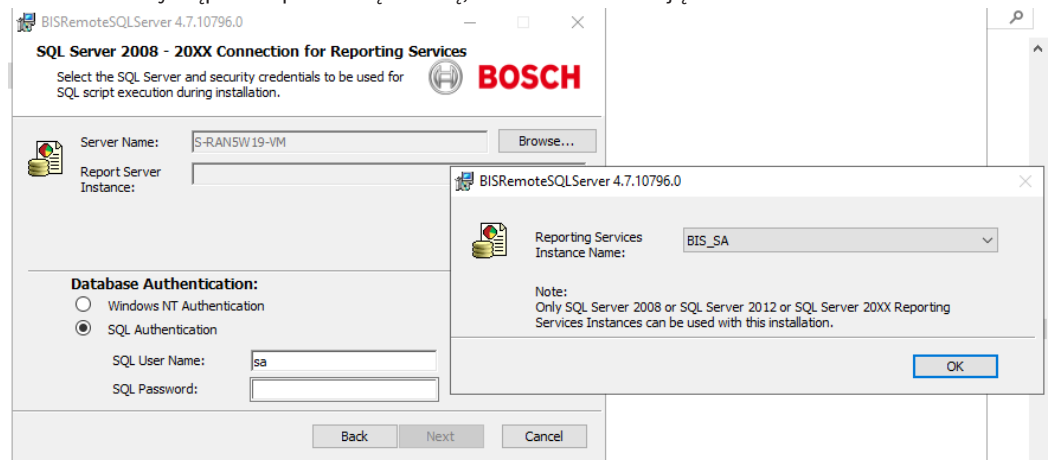 BISRemoteSQLServer 4.7.10796.0
SQL Server 2008 - 20XX Connection for Reporting Services
Select the SQL Server and security credentials to be used for
SQL script execution during installation.
BOSCH
Server Name: S-RAN5W19-VM Browse...
Report Server
Instance:
Database Authentication:
Windows NT Authentication
SQL Authentication
SQL User Name: sa
SQL Password:
Back Next Cancel
BISRemoteSQLServer 4.7.10796.0
Reporting Services
Instance Name: BIS_SA
Note:
Only SQL Server 2008 or SQL Server 2012 or SQL Server 20XX Reporting
Services Instances can be used with this installation.
OK